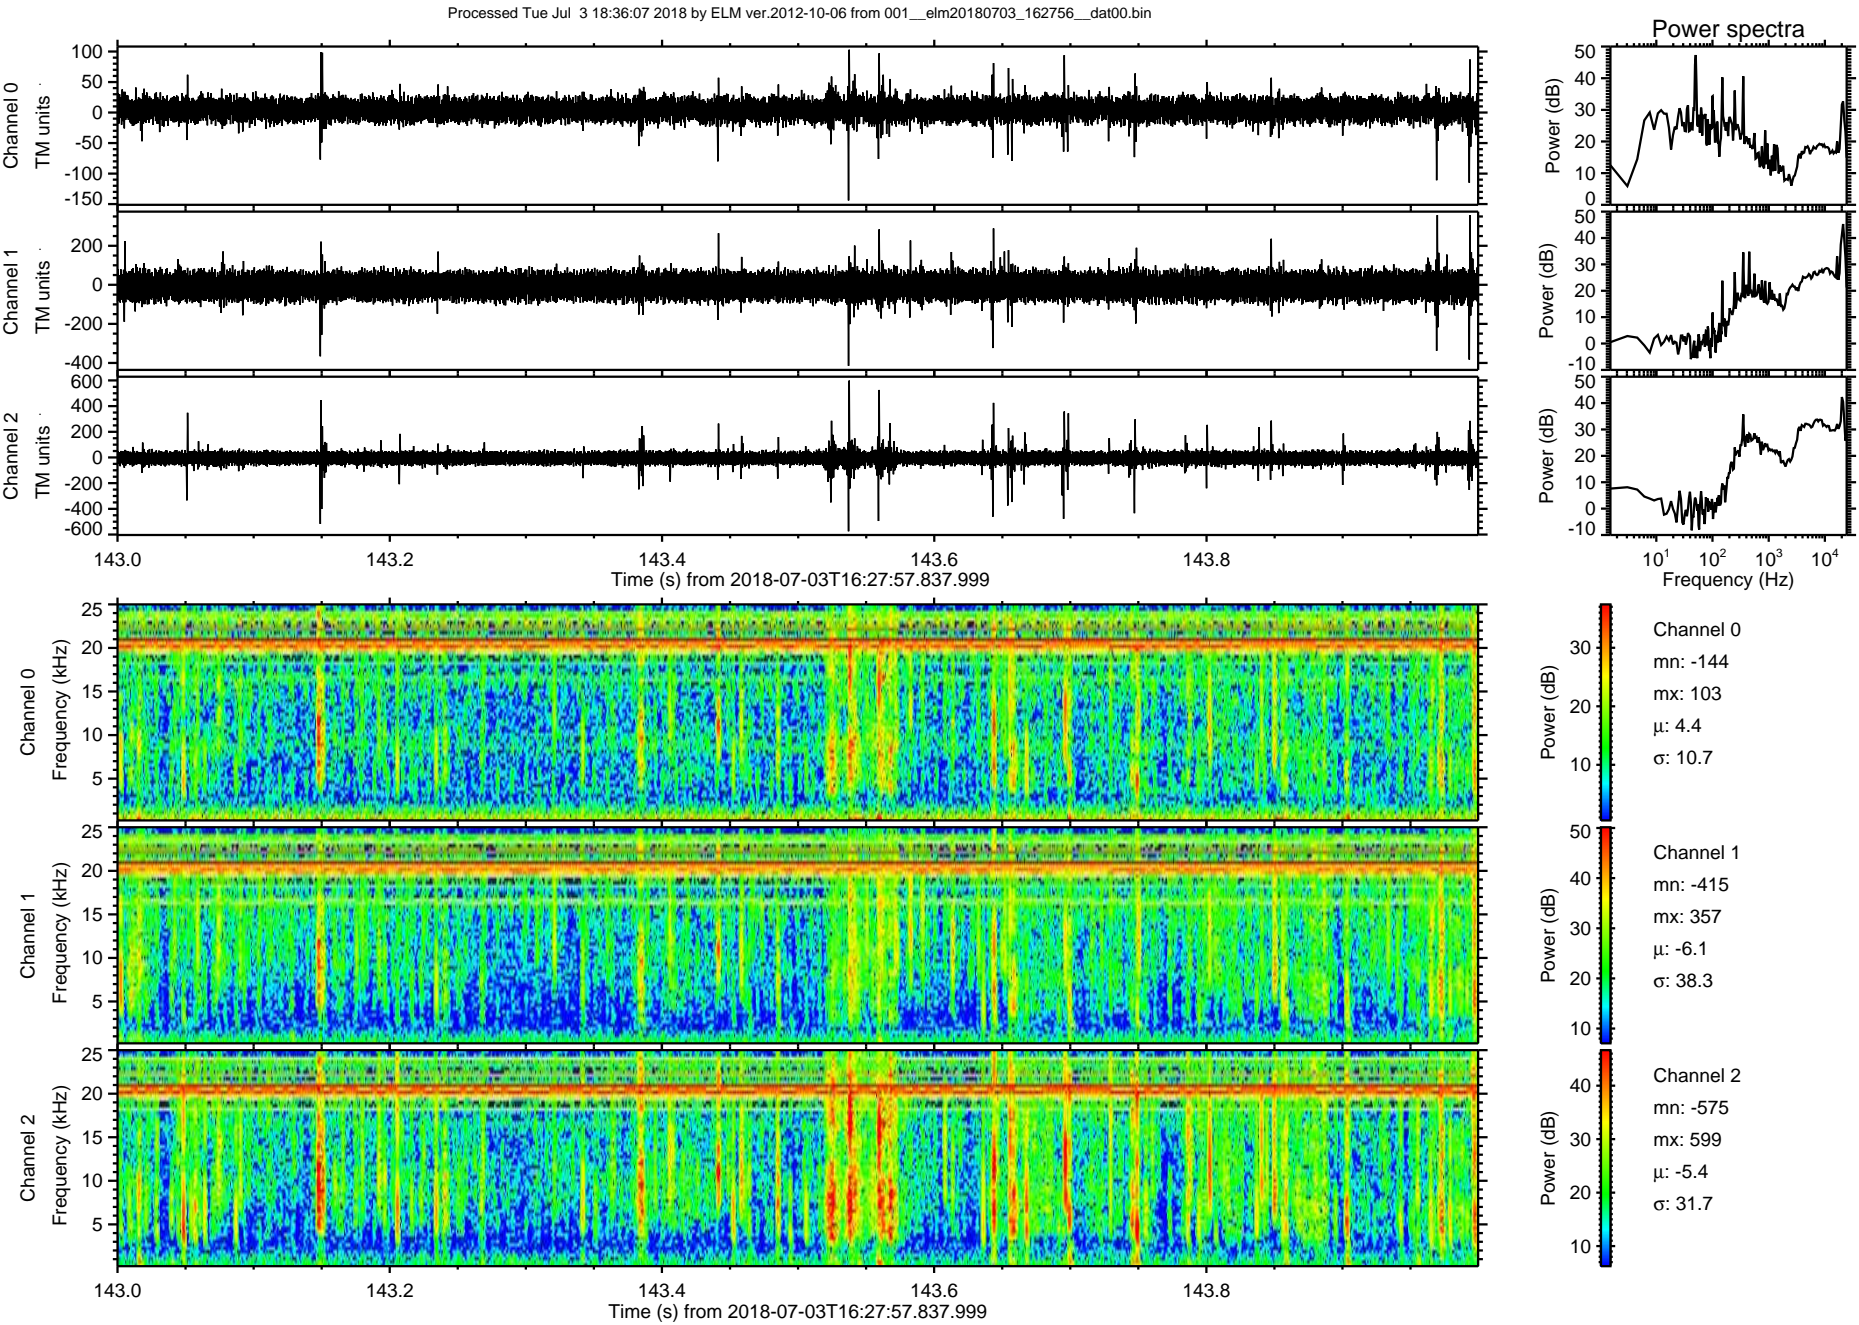 Processed Tue Jul  3 18:36:07 2018 by ELM ver.2012-10-06 from 001__elm20180703_162756__dat00.bin
Power spectra
Channel 0
TM units
100
50
0
-50
-100
-150
Power (dB)
50
40
30
20
10
0
Channel 1
TM units
200
0
-200
-400
Power (dB)
50
40
30
20
10
0
-10
Channel 2
TM units
600
400
200
0
-200
-400
-600
Power (dB)
50
40
30
20
10
0
-10
143.0 143.2 143.4 143.6 143.8
Time (s) from 2018-07-03T16:27:57.837.999
10^1 10^2 10^3 10^4
Frequency (Hz)
Channel 0
Frequency (kHz)
25
20
15
10
5
Power (dB)
30
20
10
Channel 0
mn: -144
mx: 103
μ: 4.4
σ: 10.7
Channel 1
Frequency (kHz)
25
20
15
10
5
Power (dB)
50
40
30
20
10
Channel 1
mn: -415
mx: 357
μ: -6.1
σ: 38.3
Channel 2
Frequency (kHz)
25
20
15
10
5
Power (dB)
40
30
20
10
Channel 2
mn: -575
mx: 599
μ: -5.4
σ: 31.7
143.0 143.2 143.4 143.6 143.8
Time (s) from 2018-07-03T16:27:57.837.999